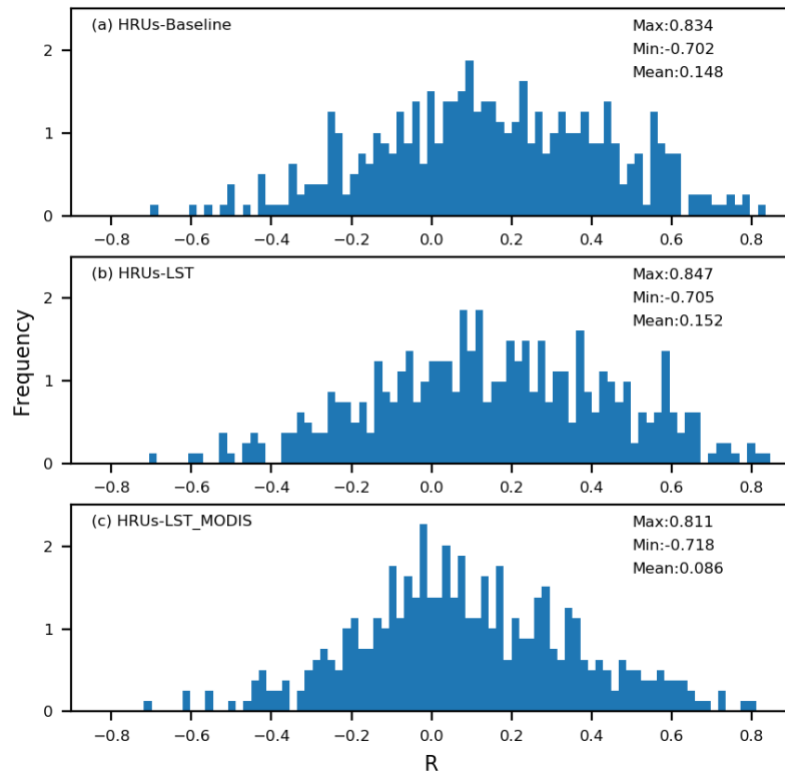 (a) HRUs-Baseline
Max:0.834
Min:-0.702
Mean:0.148
2
1
0
−0.8 −0.6 −0.4 −0.2 0.0 0.2 0.4 0.6 0.8
(b) HRUs-LST
Max:0.847
Min:-0.705
Mean:0.152
2
1
0
−0.8 −0.6 −0.4 −0.2 0.0 0.2 0.4 0.6 0.8
Frequency
(c) HRUs-LST_MODIS
Max:0.811
Min:-0.718
Mean:0.086
2
1
0
−0.8 −0.6 −0.4 −0.2 0.0 0.2 0.4 0.6 0.8
R